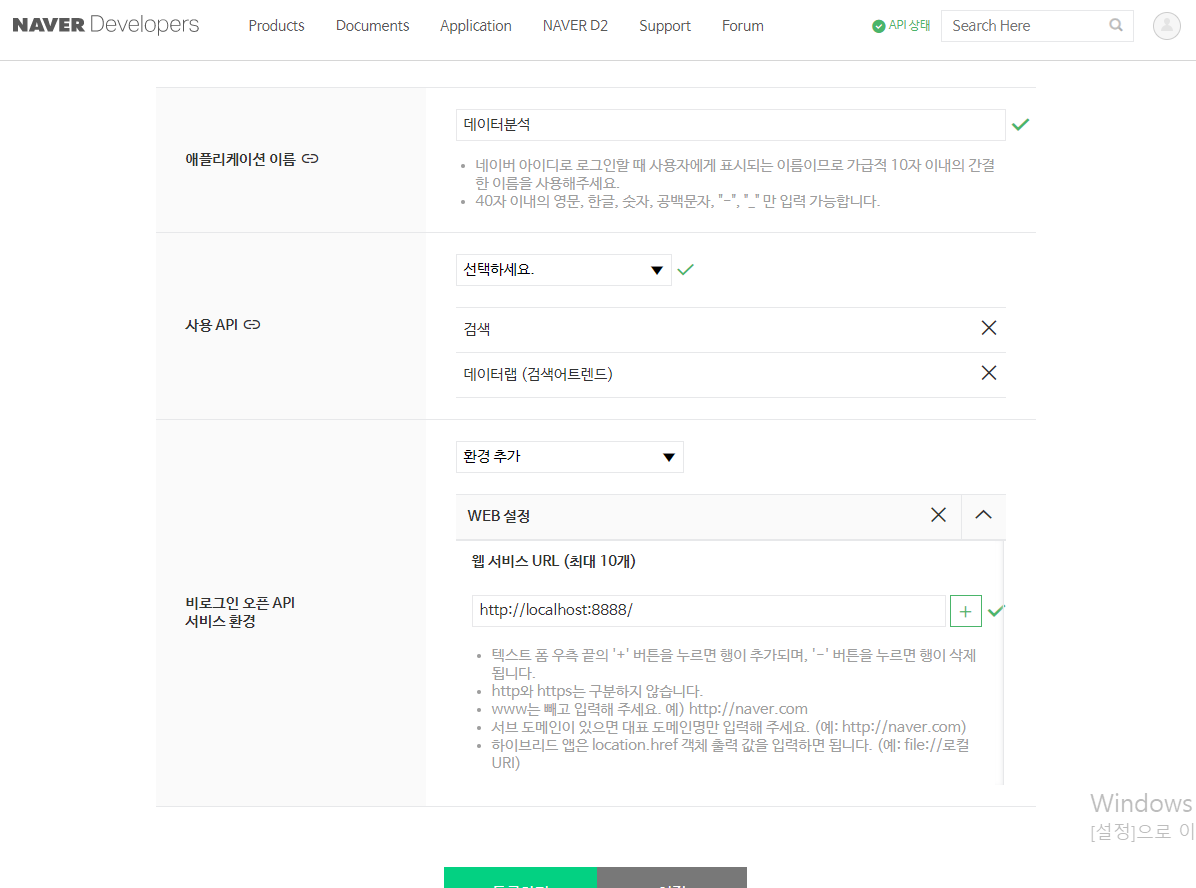 NAVER Developers
Products Documents Application NAVER D2 Support Forum
API 상태
Search Here
애플리케이션 이름
데이터분석
네이버 아이디로 로그인할 때 사용자에게 표시되는 이름이므로 가급적 10자 이내의 간결
한 이름을 사용해주세요.
40자 이내의 영문, 한글, 숫자, 공백문자, "-", "_" 만 입력 가능합니다.
사용 API
선택하세요.
검색
데이터랩 (검색어트렌드)
비로그인 오픈 API
서비스 환경
환경 추가
WEB 설정
웹 서비스 URL (최대 10개)
http://localhost:8888/
텍스트 폼 우측 끝의 '+' 버튼을 누르면 행이 추가되며, '-' 버튼을 누르면 행이 삭제
됩니다.
http와 https는 구분하지 않습니다.
www는 빼고 입력해 주세요. 예) http://naver.com
서브 도메인이 있으면 대표 도메인명만 입력해 주세요. (예: http://naver.com)
하이브리드 앱은 location.href 객체 출력 값을 입력하면 됩니다. (예: file://로컬
URI)
Windows
[설정]으로 이